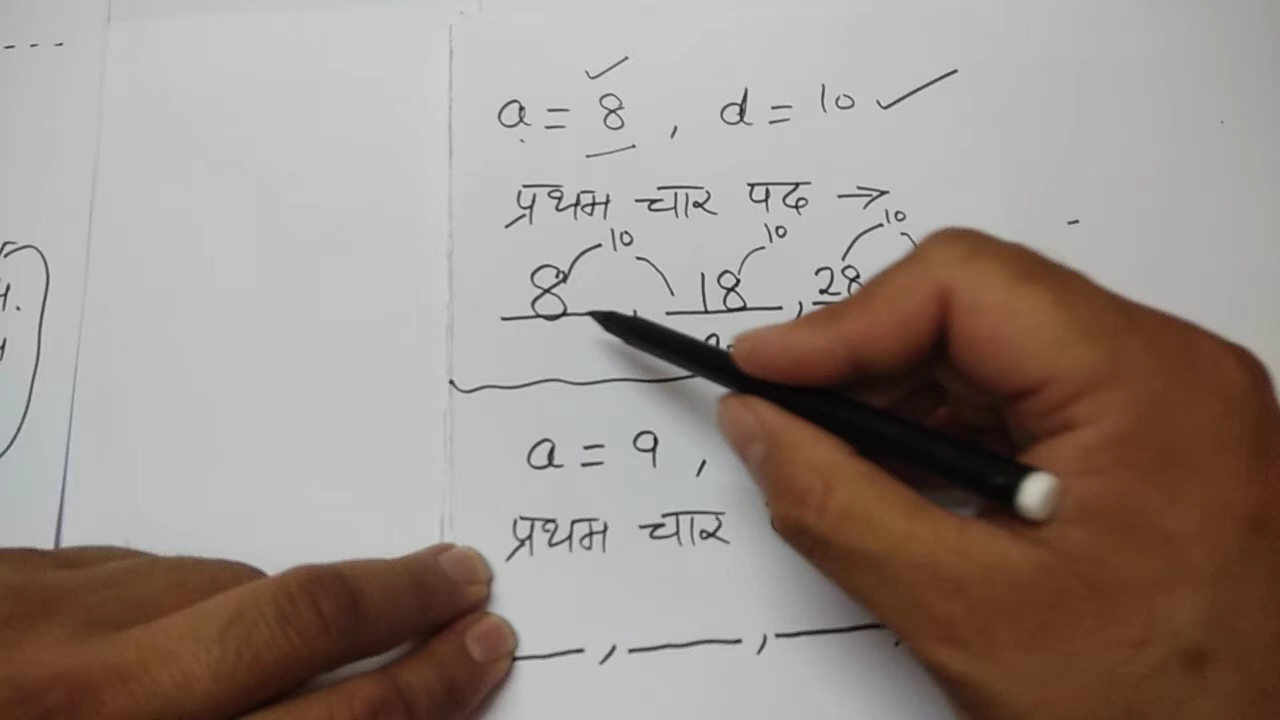 a = 8 , d = 10
प्रथम चार पद →
10 10 10
8 , 18 , 28
a = 9 ,
प्रथम चार